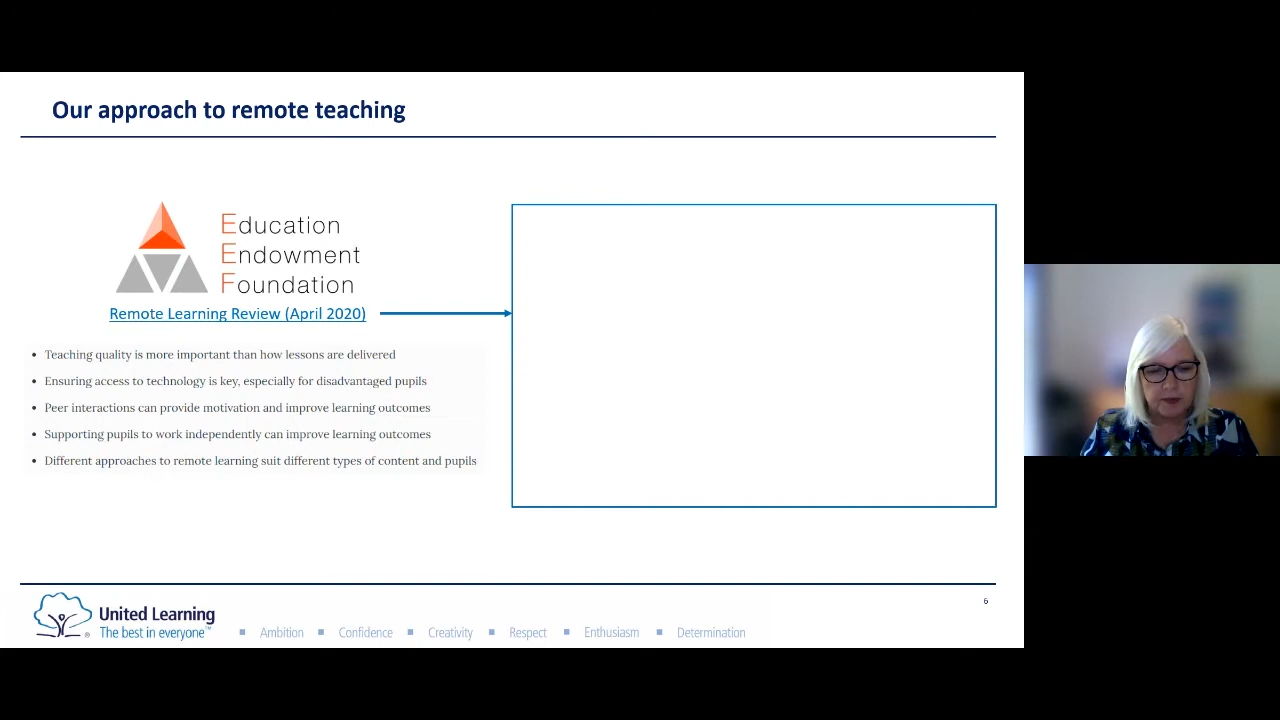 Our approach to remote teaching
Education
Endowment
Foundation
Remote Learning Review (April 2020)
• Teaching quality is more important than how lessons are delivered
• Ensuring access to technology is key, especially for disadvantaged pupils
• Peer interactions can provide motivation and improve learning outcomes
• Supporting pupils to work independently can improve learning outcomes
• Different approaches to remote learning suit different types of content and pupils
6
United Learning
The best in everyone™
®
▪ Ambition ▪ Confidence ▪ Creativity ▪ Respect ▪ Enthusiasm ▪ Determination